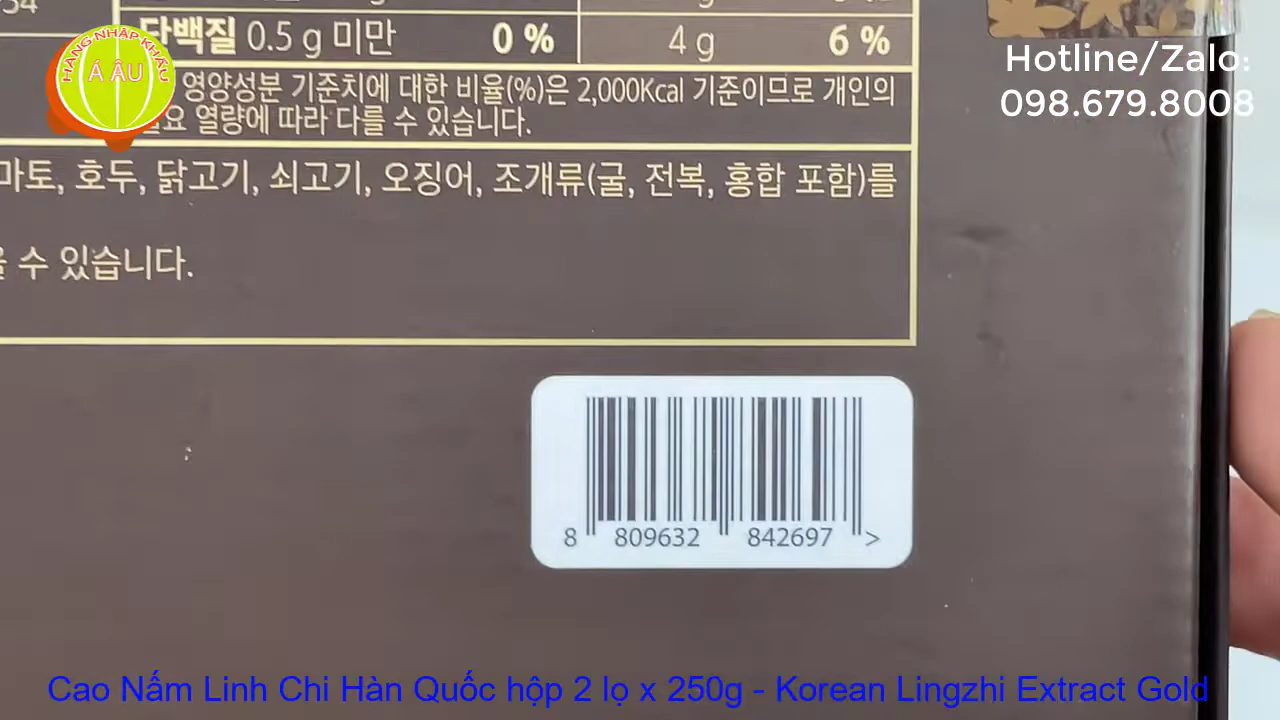 단백질 0.5 g 미만 0 % 4 g 6 %
영양성분 기준치에 대한 비율(%)은 2,000Kcal 기준이므로 개인의
열량에 따라 다를 수 있습니다.
마토, 호두, 닭고기, 쇠고기, 오징어, 조개류(굴, 전복, 홍합 포함)를
수 있습니다.
HÀNG NHẬP KHẨU
Á ÂU
Hotline/Zalo:
098.679.8008
8 809632 842697 >
Cao Nấm Linh Chi Hàn Quốc hộp 2 lọ x 250g - Korean Lingzhi Extract Gold